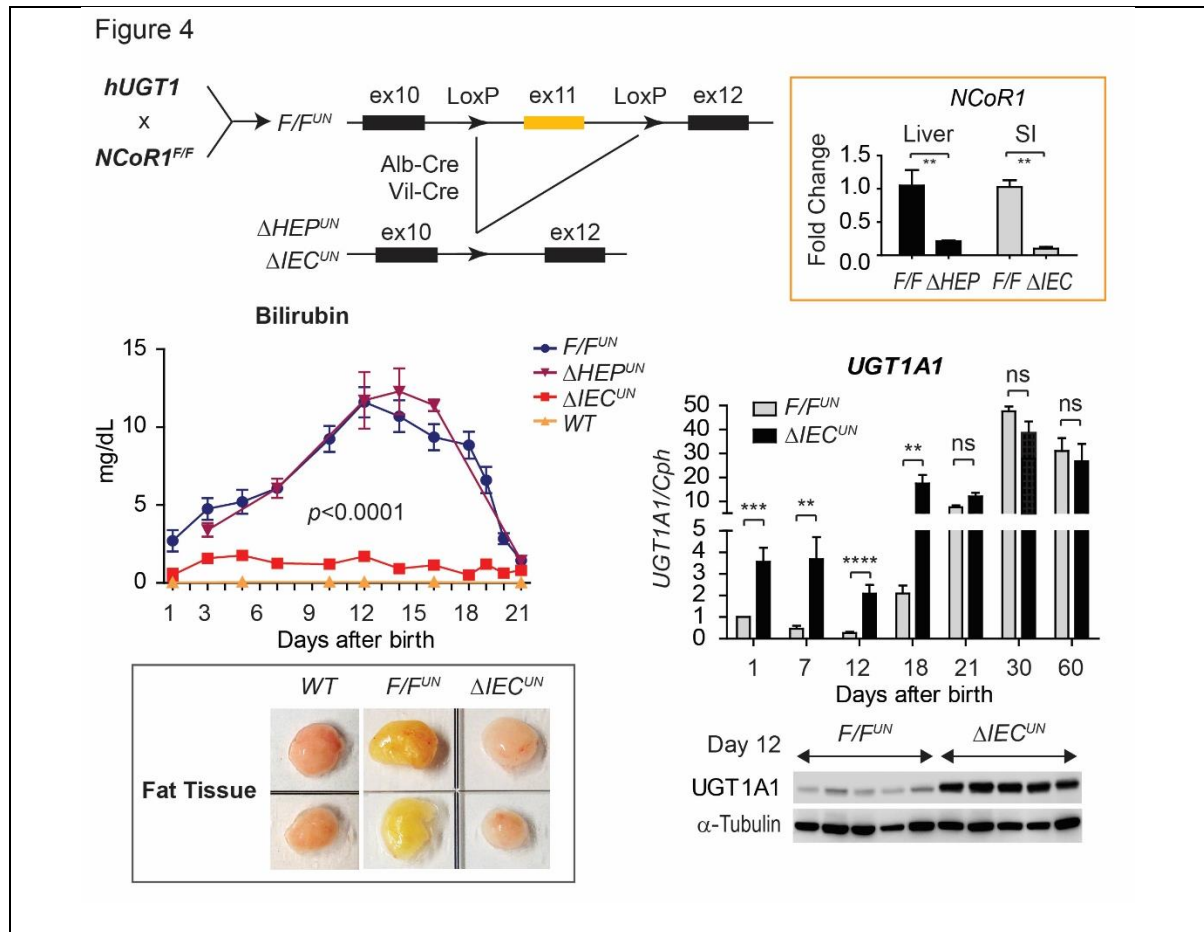 Figure 4
hUGT1
x
NCoR1F/F
F/FUN
ex10 LoxP ex11 LoxP ex12
Alb-Cre
Vil-Cre
ΔHEPUN
ΔIECUN
ex10 ex12
NCoR1
Liver SI
** **
Fold Change
1.5
1.0
0.5
0.0
F/F ΔHEP F/F ΔIEC
Bilirubin
mg/dL
15
10
5
0
p<0.0001
1 3 6 9 12 15 18 21
Days after birth
F/FUN
ΔHEPUN
ΔIECUN
WT
UGT1A1
F/FUN
ΔIECUN
UGT1A1/Cph
50
40
30
20
10
4
3
2
1
0
*** ** **** ** ns ns ns
1 7 12 18 21 30 60
Days after birth
WT F/FUN ΔIECUN
Fat Tissue
Day 12 F/FUN ΔIECUN
UGT1A1
α-Tubulin